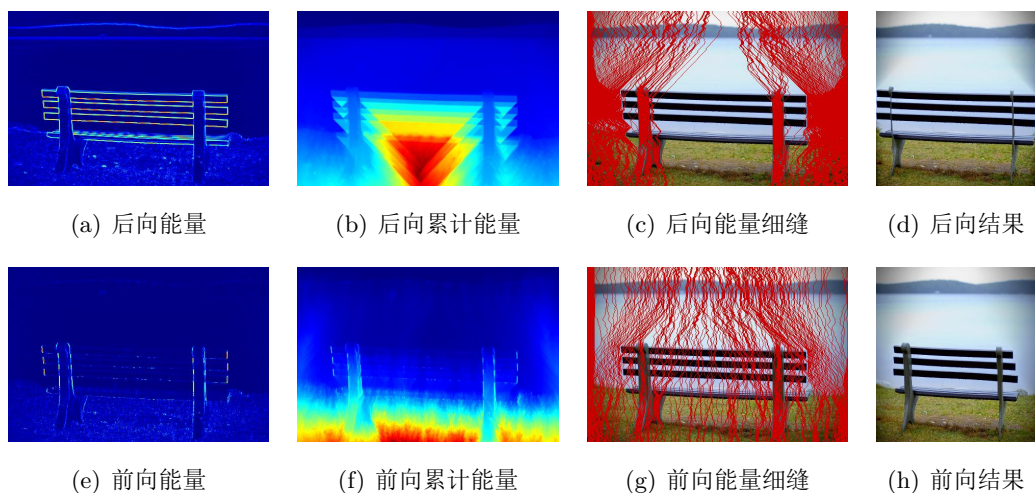 (a) 后向能量
(b) 后向累计能量
(c) 后向能量细缝
(d) 后向结果
(e) 前向能量
(f) 前向累计能量
(g) 前向能量细缝
(h) 前向结果